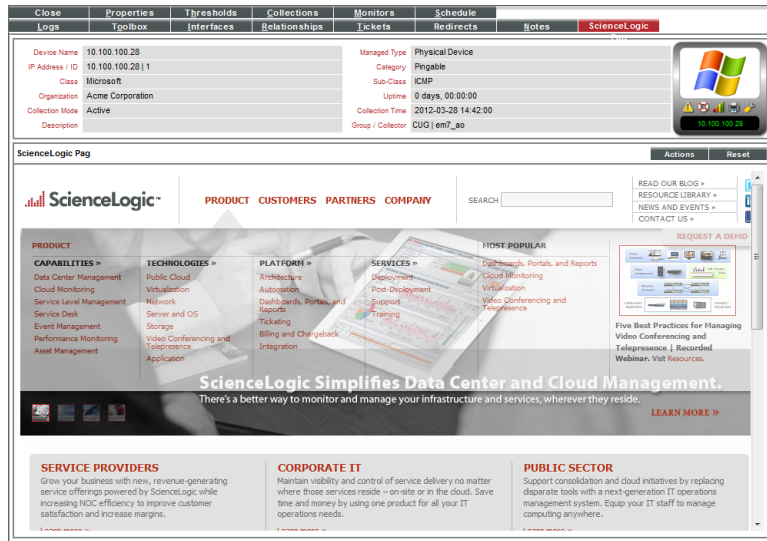 Close Properties Thresholds Collections Monitors Schedule
Logs Toolbox Interfaces Relationships Tickets Redirects Notes ScienceLogic
Device Name 10.100.100.28 Managed Type Physical Device
IP Address / ID 10.100.100.28 | 1 Category Pingable
Class Microsoft Sub-Class ICMP
Organization Acme Corporation Uptime 0 days, 00:00:00
Collection Mode Active Collection Time 2012-03-28 14:42:00
Description Group / Collector CUG | em7_ao
10.100.100.28
ScienceLogic Pag Actions Reset
ScienceLogic™
PRODUCT CUSTOMERS PARTNERS COMPANY
SEARCH
READ OUR BLOG »
RESOURCE LIBRARY »
NEWS AND EVENTS »
CONTACT US »
REQUEST A DEMO
PRODUCT
CAPABILITIES »
Data Center Management
Cloud Monitoring
Service Level Management
Service Desk
Event Management
Performance Monitoring
Asset Management
TECHNOLOGIES »
Public Cloud
Virtualization
Network
Server and OS
Storage
Video Conferencing and
Telepresence
Application
PLATFORM »
Architecture
Automation
Dashboards, Portals, and
Reports
Ticketing
Billing and Chargeback
Integration
SERVICES »
Deployment
Post-Deployment
Support
Training
MOST POPULAR
Dashboards, Portals, and Reports
Cloud Monitoring
Virtualization
Video Conferencing and
Telepresence
Five Best Practices for Managing
Video Conferencing and
Telepresence | Recorded
Webinar. Visit Resources.
ScienceLogic Simplifies Data Center and Cloud Management.
There's a better way to monitor and manage your infrastructure and services, wherever they reside.
LEARN MORE »
SERVICE PROVIDERS
Grow your business with new, revenue-generating
service offerings powered by ScienceLogic while
increasing NOC efficiency to improve customer
satisfaction and increase margins.
Learn more »
CORPORATE IT
Maintain visibility and control of service delivery no matter
where those services reside – on-site or in the cloud. Save
time and money by using one product for all your IT
operations needs.
Learn more »
PUBLIC SECTOR
Support consolidation and cloud initiatives by replacing
disparate tools with a next-generation IT operations
management system. Equip your IT staff to manage
computing anywhere.
Learn more »